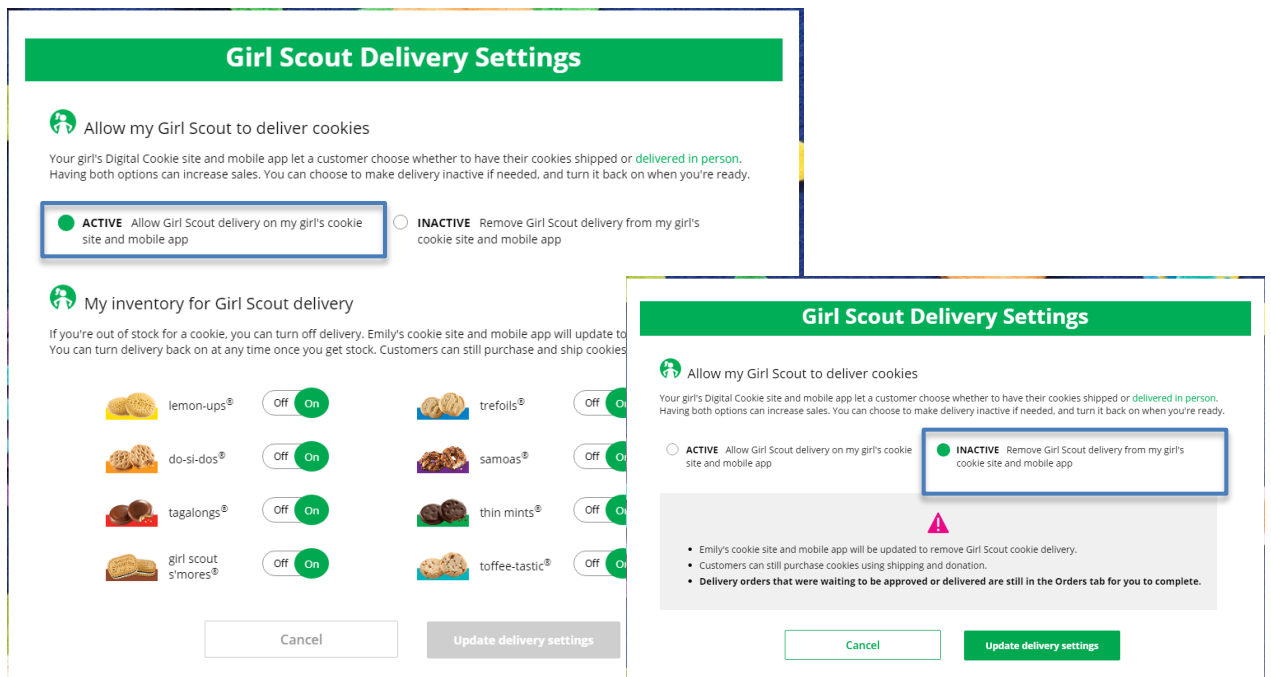 Girl Scout Delivery Settings
Allow my Girl Scout to deliver cookies
Your girl's Digital Cookie site and mobile app let a customer choose whether to have their cookies shipped or delivered in person.
Having both options can increase sales. You can choose to make delivery inactive if needed, and turn it back on when you're ready.
ACTIVE Allow Girl Scout delivery on my girl's cookie
site and mobile app
INACTIVE Remove Girl Scout delivery from my girl's
cookie site and mobile app
My inventory for Girl Scout delivery
If you're out of stock for a cookie, you can turn off delivery. Emily's cookie site and mobile app will update to
You can turn delivery back on at any time once you get stock. Customers can still purchase and ship cookies
lemon-ups® Off On
trefoils® Off
do-si-dos® Off On
samoas® Off
tagalongs® Off On
thin mints® Off
girl scout
s'mores® Off On
toffee-tastic® Off
Cancel
Update delivery settings
Girl Scout Delivery Settings
Allow my Girl Scout to deliver cookies
Your girl's Digital Cookie site and mobile app let a customer choose whether to have their cookies shipped or delivered in person.
Having both options can increase sales. You can choose to make delivery inactive if needed, and turn it back on when you're ready.
ACTIVE Allow Girl Scout delivery on my girl's cookie
site and mobile app
INACTIVE Remove Girl Scout delivery from my girl's
cookie site and mobile app
• Emily's cookie site and mobile app will be updated to remove Girl Scout cookie delivery.
• Customers can still purchase cookies using shipping and donation.
• Delivery orders that were waiting to be approved or delivered are still in the Orders tab for you to complete.
Cancel
Update delivery settings